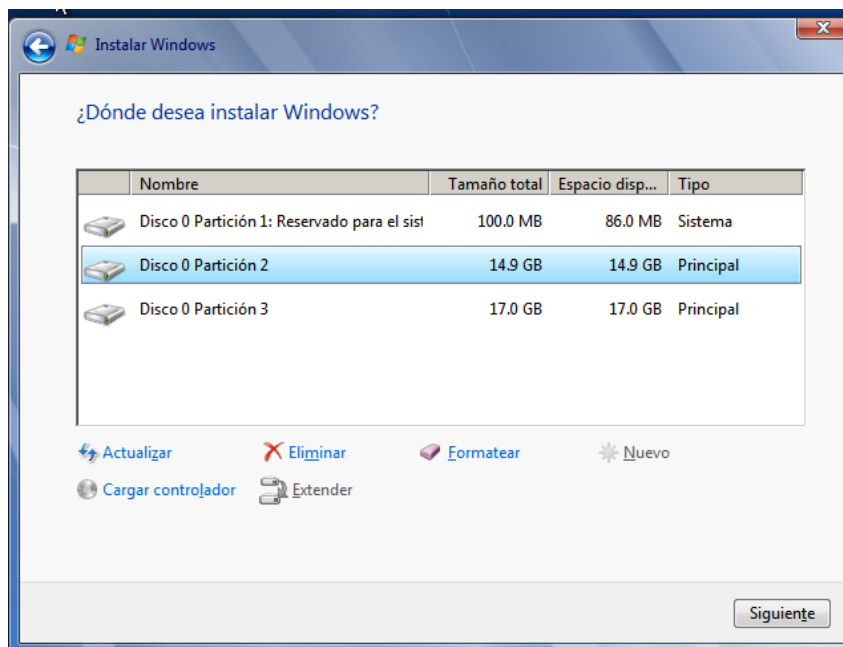 Instalar Windows
¿Dónde desea instalar Windows?
Nombre Tamaño total Espacio disp... Tipo
Disco 0 Partición 1: Reservado para el sist 100.0 MB 86.0 MB Sistema
Disco 0 Partición 2 14.9 GB 14.9 GB Principal
Disco 0 Partición 3 17.0 GB 17.0 GB Principal
Actualizar Eliminar Formatear Nuevo
Cargar controlador Extender
Siguiente